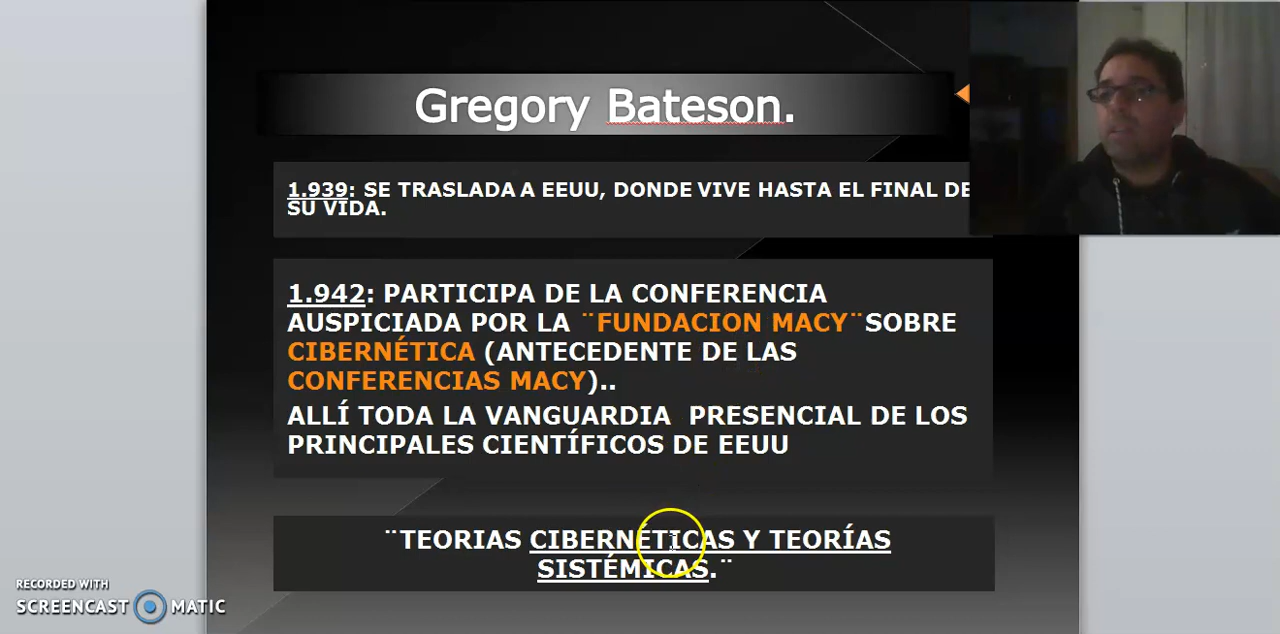 Gregory Bateson.
1.939: SE TRASLADA A EEUU, DONDE VIVE HASTA EL FINAL DE
SU VIDA.
1.942: PARTICIPA DE LA CONFERENCIA
AUSPICIADA POR LA ¨FUNDACION MACY¨SOBRE
CIBERNÉTICA (ANTECEDENTE DE LAS
CONFERENCIAS MACY)..
ALLÍ TODA LA VANGUARDIA PRESENCIAL DE LOS
PRINCIPALES CIENTÍFICOS DE EEUU
¨TEORIAS CIBERNÉTICAS Y TEORÍAS
SISTÉMICAS.¨
RECORDED WITH
SCREENCAST MATIC